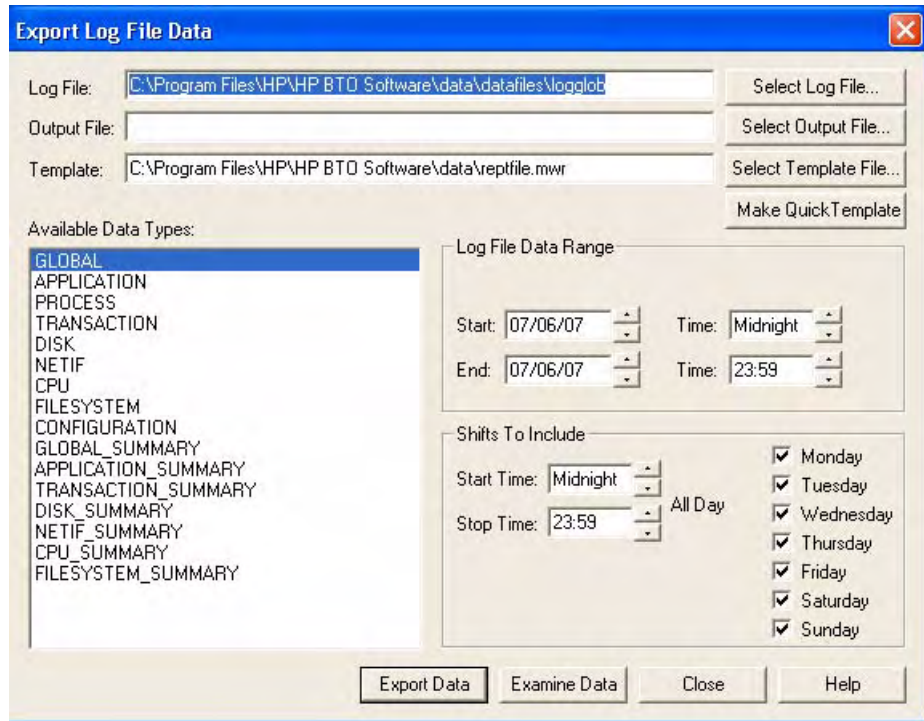 Export Log File Data
Log File: C:\Program Files\HP\HP BTO Software\data\datafiles\logglob Select Log File...
Output File: Select Output File...
Template: C:\Program Files\HP\HP BTO Software\data\reptfile.mwr Select Template File...
Make QuickTemplate
Available Data Types:
GLOBAL
APPLICATION
PROCESS
TRANSACTION
DISK
NETIF
CPU
FILESYSTEM
CONFIGURATION
GLOBAL_SUMMARY
APPLICATION_SUMMARY
TRANSACTION_SUMMARY
DISK_SUMMARY
NETIF_SUMMARY
CPU_SUMMARY
FILESYSTEM_SUMMARY
Log File Data Range
Start: 07/06/07 Time: Midnight
End: 07/06/07 Time: 23:59
Shifts To Include
Start Time: Midnight
Stop Time: 23:59
All Day
Monday
Tuesday
Wednesday
Thursday
Friday
Saturday
Sunday
Export Data Examine Data Close Help